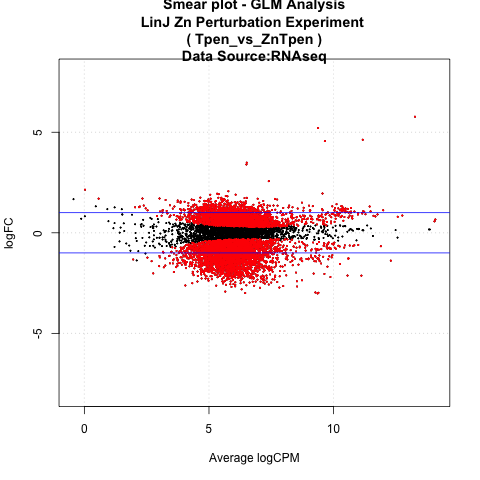 Smear plot - GLM Analysis
LinJ Zn Perturbation Experiment
( Tpen_vs_ZnTpen )
Data Source:RNAseq
5
0
-5
logFC
0 5 10
Average logCPM